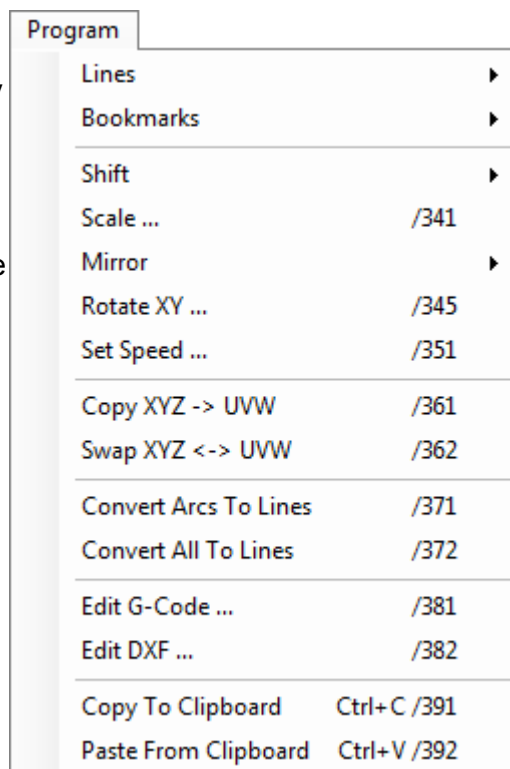 Program
Lines
Bookmarks
Shift
Scale ... /341
Mirror
Rotate XY ... /345
Set Speed ... /351
Copy XYZ -> UVW /361
Swap XYZ <-> UVW /362
Convert Arcs To Lines /371
Convert All To Lines /372
Edit G-Code ... /381
Edit DXF ... /382
Copy To Clipboard Ctrl+C /391
Paste From Clipboard Ctrl+V /392